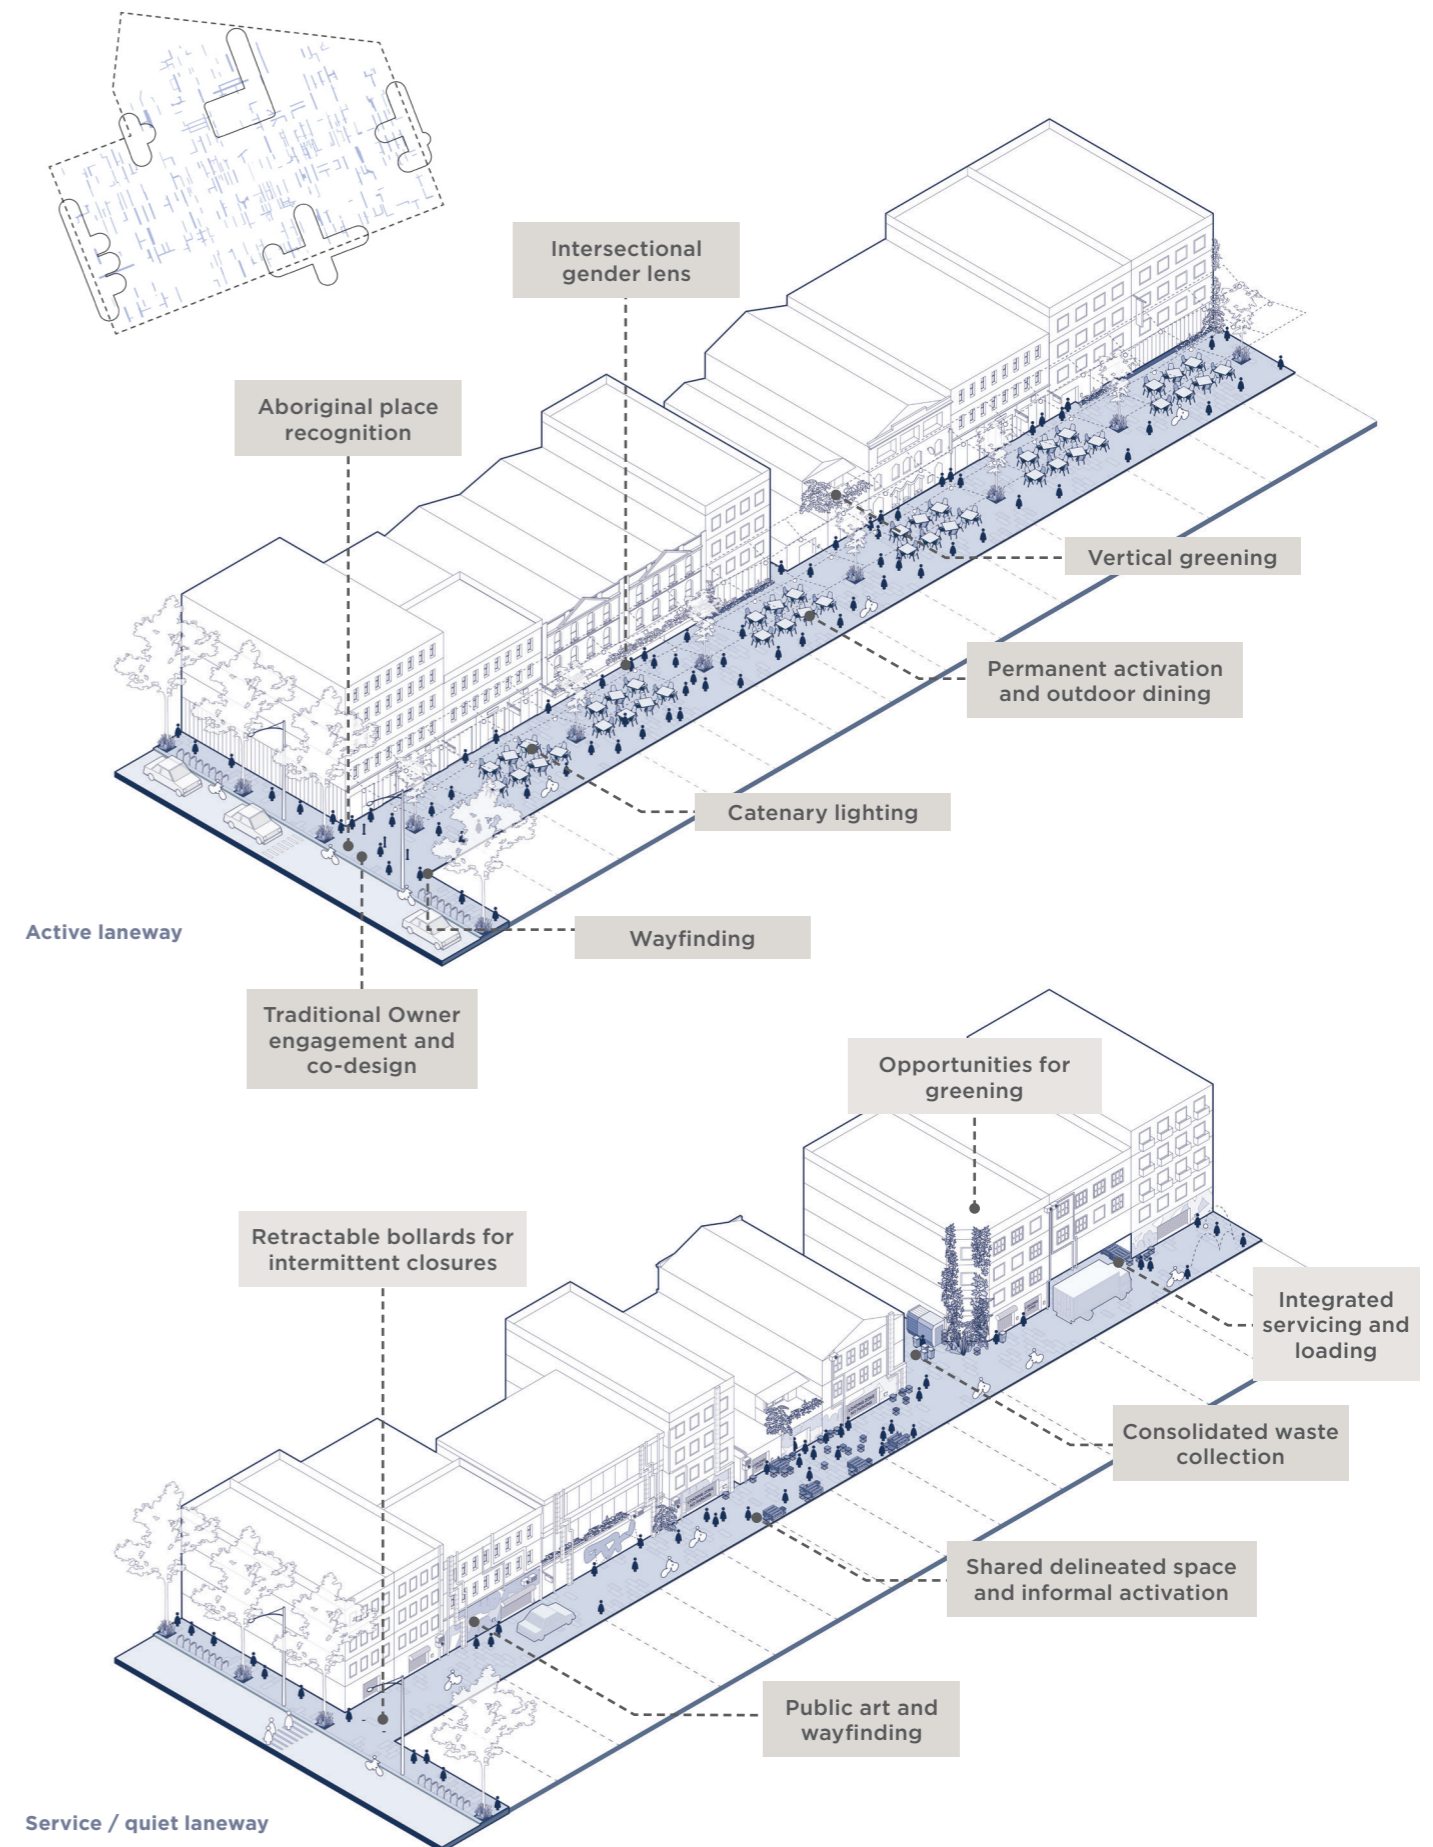 Intersectional
gender lens
Aboriginal place
recognition
Vertical greening
Permanent activation
and outdoor dining
Catenary lighting
Wayfinding
Active laneway
Traditional Owner
engagement and
co-design
Opportunities for
greening
Retractable bollards for
intermittent closures
Integrated
servicing and
loading
Consolidated waste
collection
Shared delineated space
and informal activation
Public art and
wayfinding
Service / quiet laneway